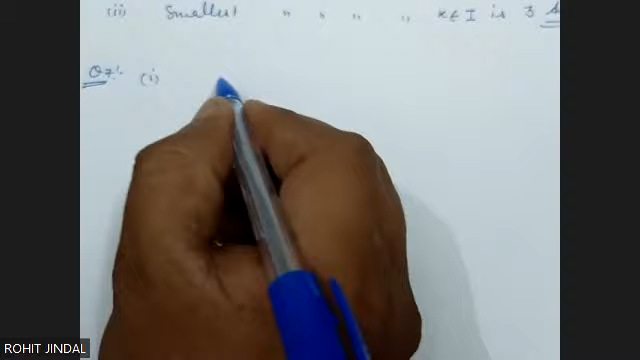 (ii) Smallest " " " " x ∈ I is 3
Q7:- (i)
ROHIT JINDAL